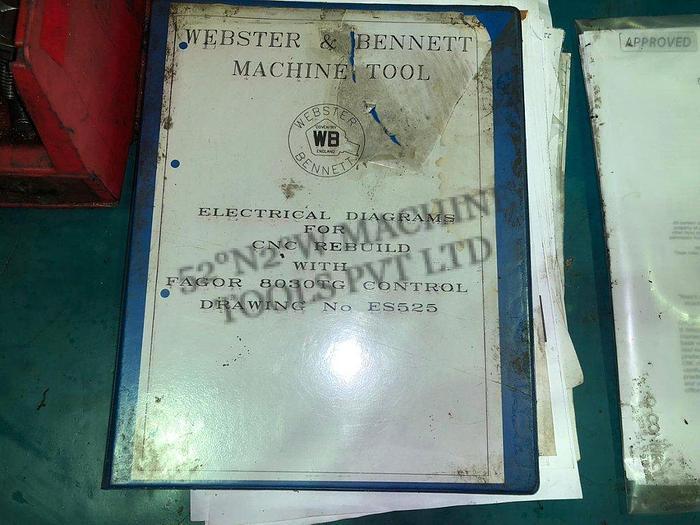 WEBSTER & BENNETT
MACHINE TOOL
WEBSTER
COVENTRY
WB
ENGLAND
BENNETT
ELECTRICAL DIAGRAMS
FOR
CNC REBUILD
WITH
FAGOR 8030TG CONTROL
DRAWING No ES525
52°N2°W MACHINE
TOOLS PVT LTD
APPROVED